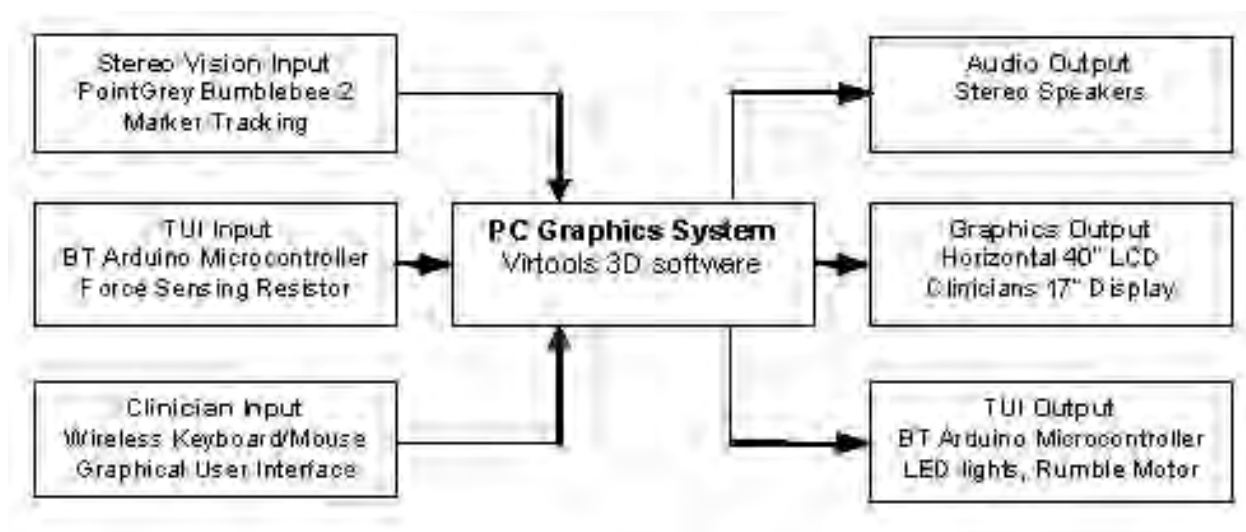 Stereo Vision Input
PointGrey Bumblebee 2
Marker Tracking
TUI Input
BT Arduino Microcontroller
Force Sensing Resistor
Clinician Input
Wireless Keyboard/Mouse
Graphical User Interface
PC Graphics System
Virtools 3D software
Audio Output
Stereo Speakers
Graphics Output
Horizontal 40" LCD
Clinicians 17" Display
TUI Output
BT Arduino Microcontroller
LED lights, Rumble Motor